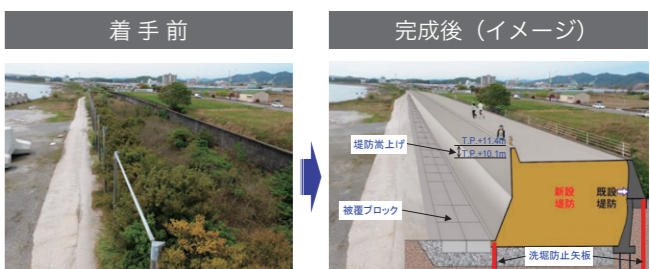 着手前
完成後（イメージ）
堤防嵩上げ
T.P.+11.4m
T.P.+10.1m
被覆ブロック
新設
堤防
既設
堤防
洗堀防止矢板